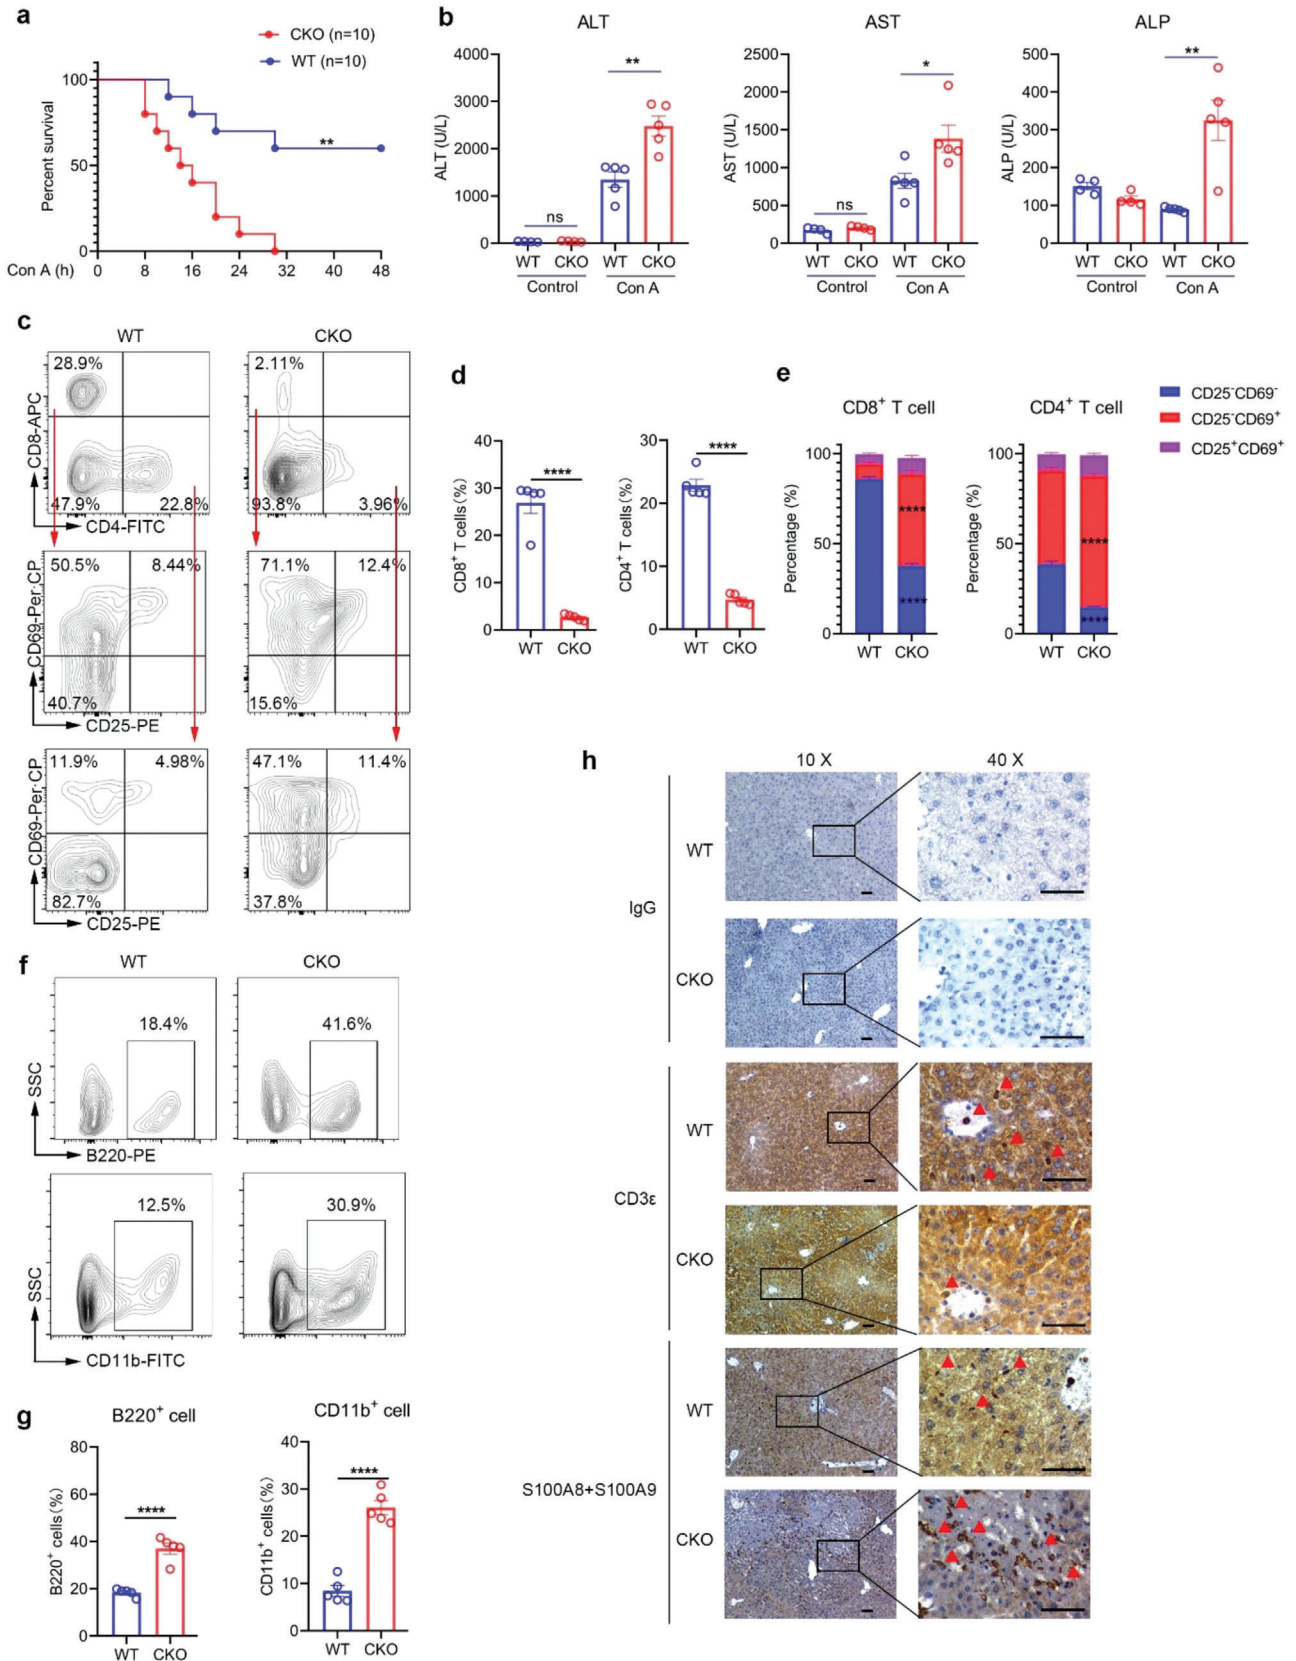 a
CKO (n=10)
WT (n=10)
Percent survival
100
50
0
**
Con A (h)
0 8 16 24 32 40 48
b
ALT
ALT (U/L)
4000
3000
2000
1000
0
ns
**
WT CKO WT CKO
Control Con A
AST
AST (U/L)
2500
2000
1500
1000
500
0
ns
*
WT CKO WT CKO
Control Con A
ALP
ALP (U/L)
500
400
300
200
100
0
**
WT CKO WT CKO
Control Con A
c
WT CKO
CD8-APC
28.9%
47.9% 22.8%
2.11%
93.8% 3.96%
CD4-FITC
CD69-Per.CP
50.5% 8.44%
40.7%
71.1% 12.4%
15.6%
CD25-PE
CD69-Per.CP
11.9% 4.98%
82.7%
47.1% 11.4%
37.8%
CD25-PE
d
CD8+ T cells(%)
40
30
20
10
0
****
WT CKO
CD4+ T cells(%)
30
20
10
0
****
WT CKO
e
CD25-CD69-
CD25-CD69+
CD25+CD69+
CD8+ T cell
Percentage (%)
100
50
0
****
****
WT CKO
CD4+ T cell
Percentage (%)
100
50
0
****
****
WT CKO
f
WT CKO
SSC
18.4% 41.6%
B220-PE
SSC
12.5% 30.9%
CD11b-FITC
g
B220+ cell
B220+ cells(%)
80
60
40
20
0
****
WT CKO
CD11b+ cell
CD11b+ cells(%)
40
30
20
10
0
****
WT CKO
h
10 X 40 X
IgG
WT
CKO
CD3ε
WT
CKO
S100A8+S100A9
WT
CKO